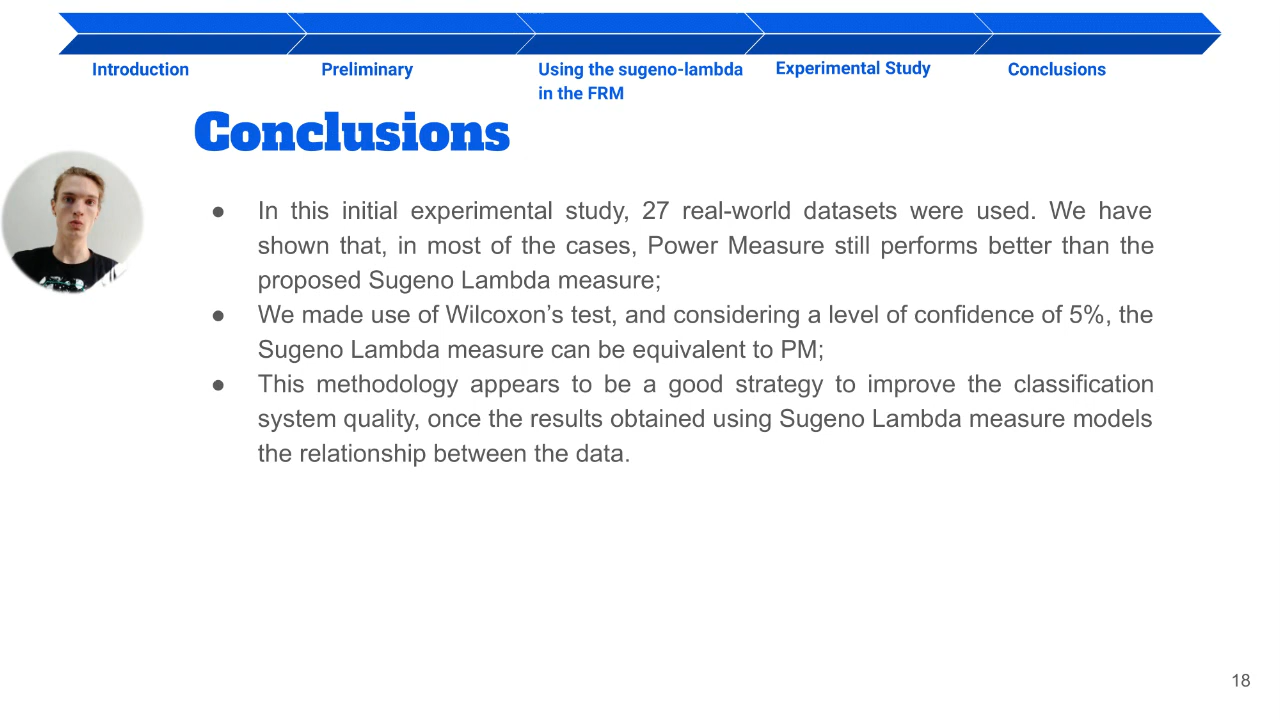 Introduction
Preliminary
Using the sugeno-lambda
in the FRM
Experimental Study
Conclusions
Conclusions
● In this initial experimental study, 27 real-world datasets were used. We have
shown that, in most of the cases, Power Measure still performs better than the
proposed Sugeno Lambda measure;
● We made use of Wilcoxon’s test, and considering a level of confidence of 5%, the
Sugeno Lambda measure can be equivalent to PM;
● This methodology appears to be a good strategy to improve the classification
system quality, once the results obtained using Sugeno Lambda measure models
the relationship between the data.
18